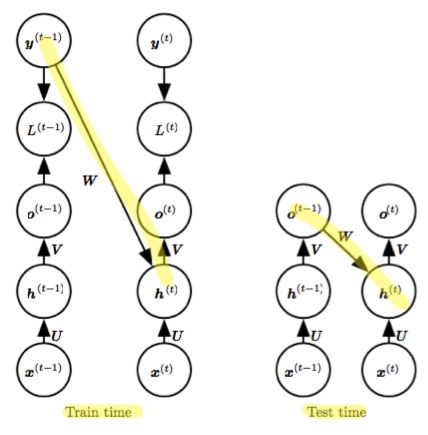 y^(t−1) y^(t)
L^(t−1) L^(t)
W
o^(t−1) o^(t) o^(t−1) o^(t)
W
V V V V
h^(t−1) h^(t) h^(t−1) h^(t)
U U U U
x^(t−1) x^(t) x^(t−1) x^(t)
Train time Test time